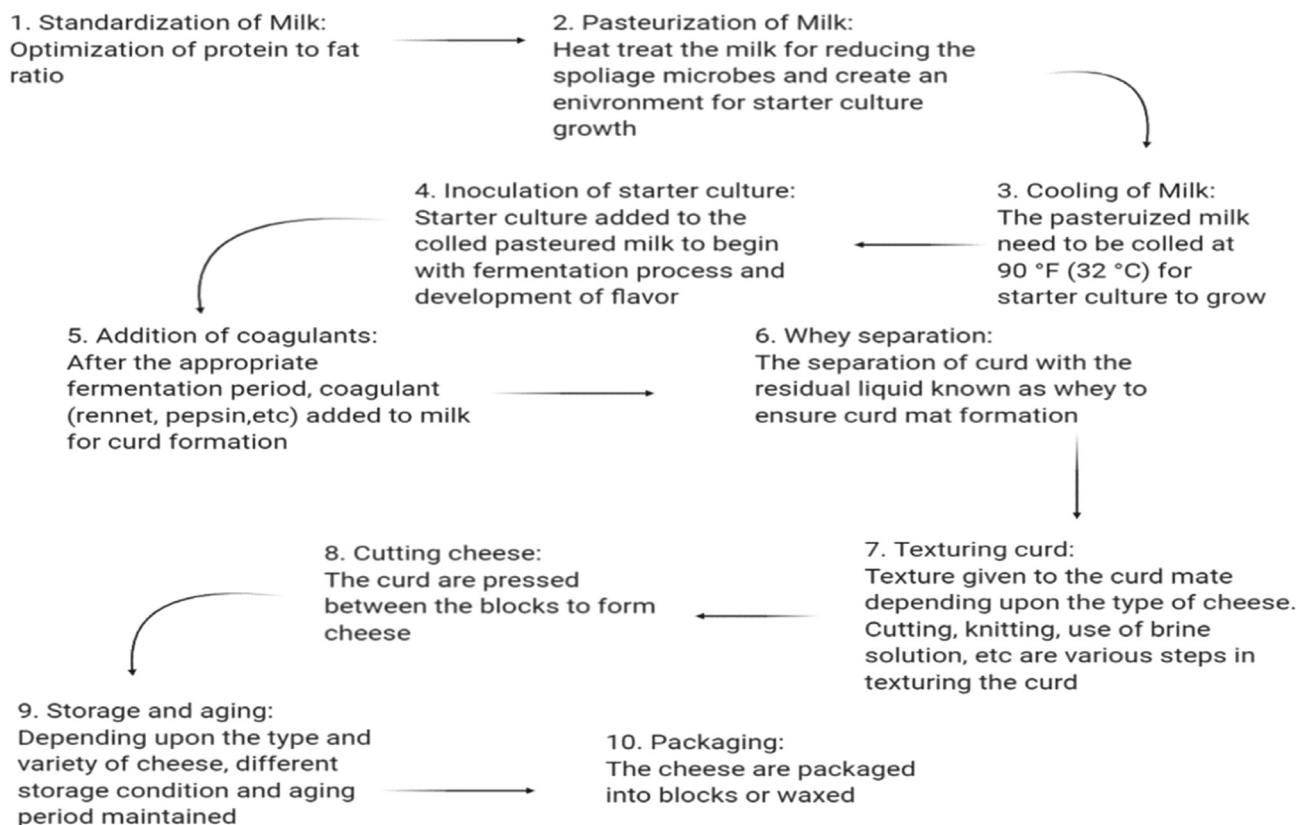 1. Standardization of Milk:
Optimization of protein to fat
ratio
2. Pasteurization of Milk:
Heat treat the milk for reducing the
spoliage microbes and create an
enivronment for starter culture
growth
3. Cooling of Milk:
The pasteruized milk
need to be colled at
90 °F (32 °C) for
starter culture to grow
4. Inoculation of starter culture:
Starter culture added to the
colled pasteured milk to begin
with fermentation process and
development of flavor
5. Addition of coagulants:
After the appropriate
fermentation period, coagulant
(rennet, pepsin,etc) added to milk
for curd formation
6. Whey separation:
The separation of curd with the
residual liquid known as whey to
ensure curd mat formation
7. Texturing curd:
Texture given to the curd mate
depending upon the type of cheese.
Cutting, knitting, use of brine
solution, etc are various steps in
texturing the curd
8. Cutting cheese:
The curd are pressed
between the blocks to form
cheese
9. Storage and aging:
Depending upon the type and
variety of cheese, different
storage condition and aging
period maintained
10. Packaging:
The cheese are packaged
into blocks or waxed